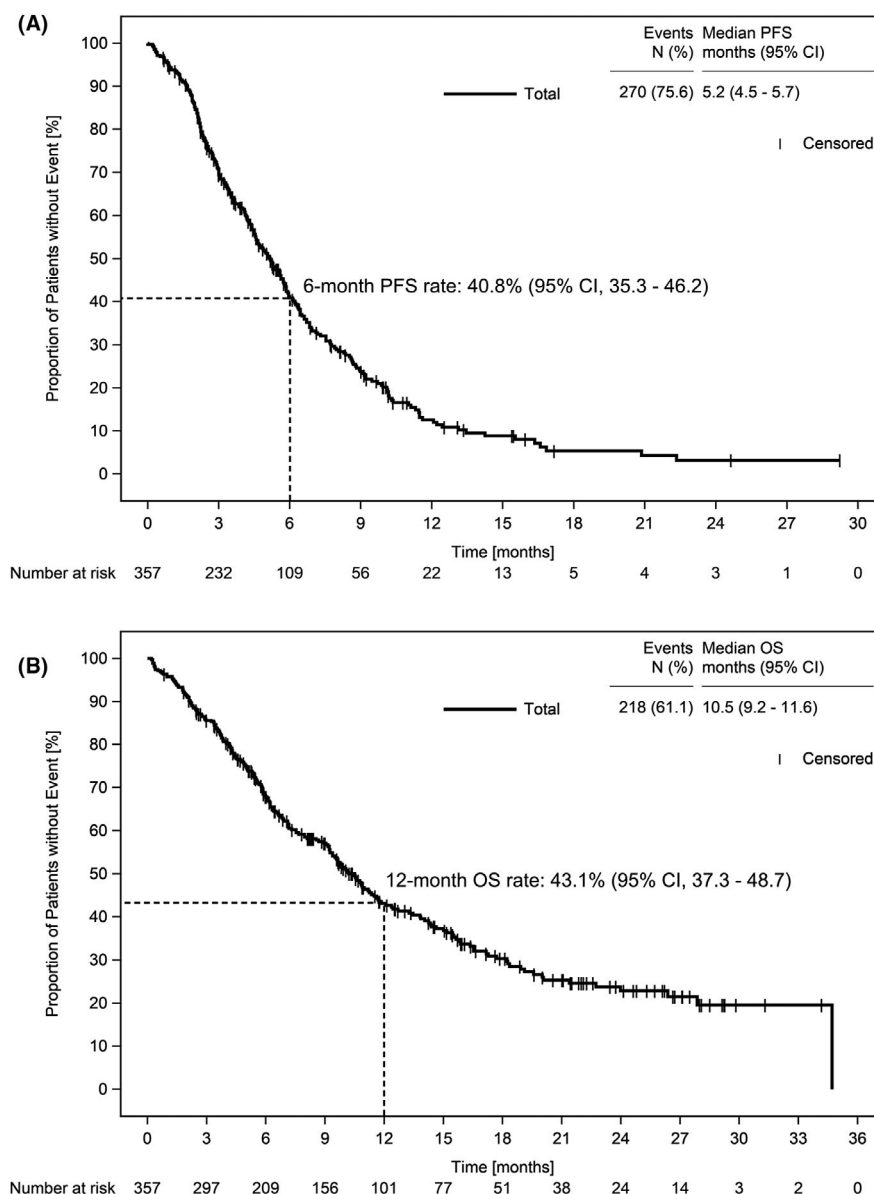 (A)
Events Median PFS
N (%) months (95% CI)
Total 270 (75.6) 5.2 (4.5 - 5.7)
Censored
Proportion of Patients without Event [%]
100
90
80
70
60
50
40
30
20
10
0
6-month PFS rate: 40.8% (95% CI, 35.3 - 46.2)
0 3 6 9 12 15 18 21 24 27 30
Time [months]
Number at risk 357 232 109 56 22 13 5 4 3 1 0
(B)
Events Median OS
N (%) months (95% CI)
Total 218 (61.1) 10.5 (9.2 - 11.6)
Censored
Proportion of Patients without Event [%]
100
90
80
70
60
50
40
30
20
10
0
12-month OS rate: 43.1% (95% CI, 37.3 - 48.7)
0 3 6 9 12 15 18 21 24 27 30 33 36
Time [months]
Number at risk 357 297 209 156 101 77 51 38 24 14 3 2 0